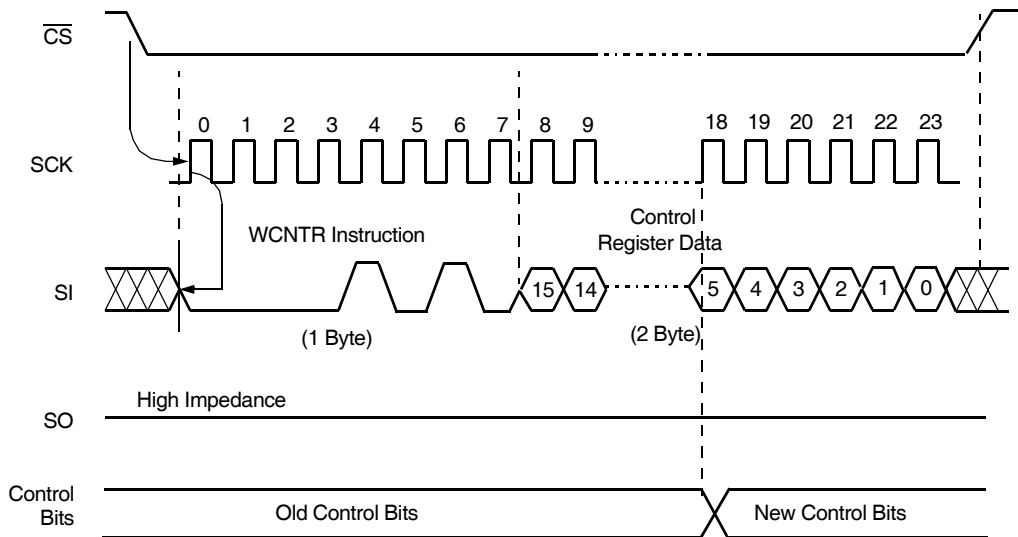 CS
0 1 2 3 4 5 6 7 8 9 18 19 20 21 22 23
SCK
WCNTR Instruction
Control
Register Data
SI
15 14 5 4 3 2 1 0
(1 Byte)
(2 Byte)
High Impedance
SO
Control
Bits
Old Control Bits
New Control Bits